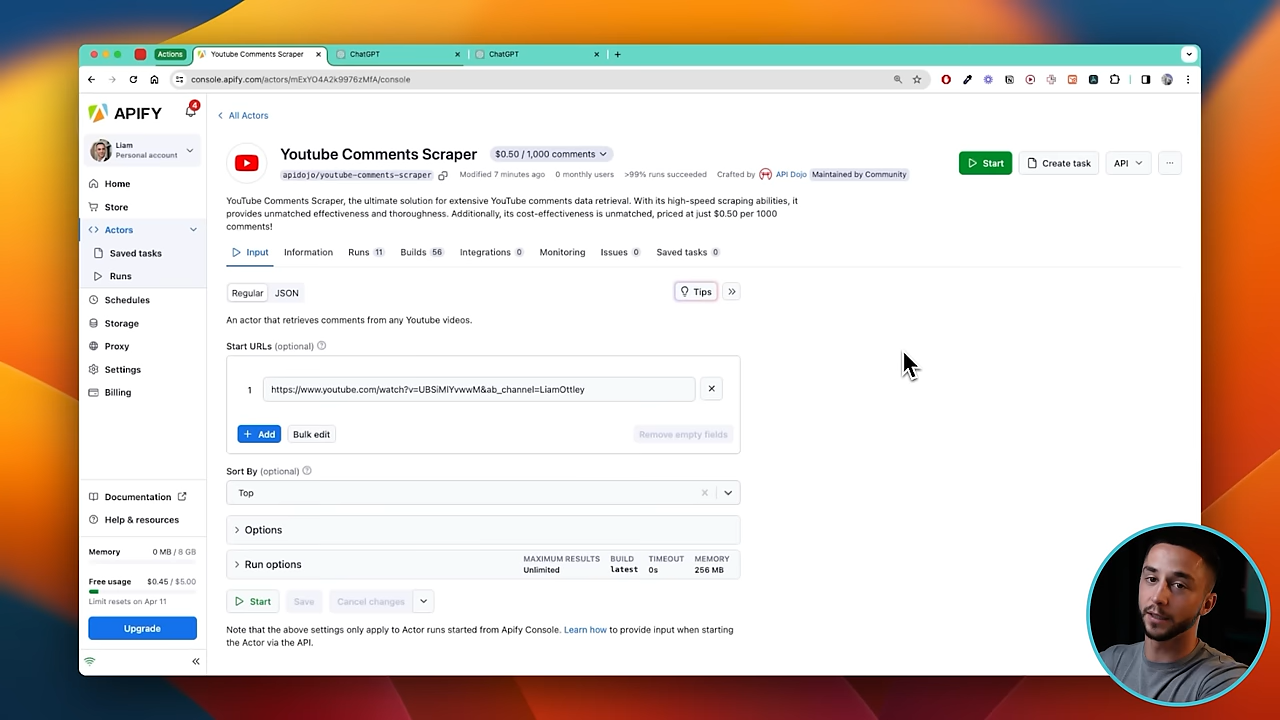 Actions
Youtube Comments Scraper
ChatGPT
ChatGPT
console.apify.com/actors/mExYO4A2k9976zMfA/console
APIFY
4
Liam
Personal account
Home
Store
Actors
Saved tasks
Runs
Schedules
Storage
Proxy
Settings
Billing
Documentation
Help & resources
Memory 0 MB / 8 GB
Free usage $0.45 / $5.00
Limit resets on Apr 11
Upgrade
All Actors
Youtube Comments Scraper $0.50 / 1,000 comments
apidojo/youtube-comments-scraper Modified 7 minutes ago 0 monthly users >99% runs succeeded Crafted by API Dojo Maintained by Community
Start Create task API
YouTube Comments Scraper, the ultimate solution for extensive YouTube comments data retrieval. With its high-speed scraping abilities, it
provides unmatched effectiveness and thoroughness. Additionally, its cost-effectiveness is unmatched, priced at just $0.50 per 1000
comments!
Input Information Runs 11 Builds 56 Integrations 0 Monitoring Issues 0 Saved tasks 0
Regular JSON
Tips
An actor that retrieves comments from any Youtube videos.
Start URLs (optional)
1 https://www.youtube.com/watch?v=UBSiMlYvwwM&ab_channel=LiamOttley
Add Bulk edit Remove empty fields
Sort By (optional)
Top
Options
Run options
MAXIMUM RESULTS BUILD TIMEOUT MEMORY
Unlimited latest 0s 256 MB
Start Save Cancel changes
Note that the above settings only apply to Actor runs started from Apify Console. Learn how to provide input when starting
the Actor via the API.